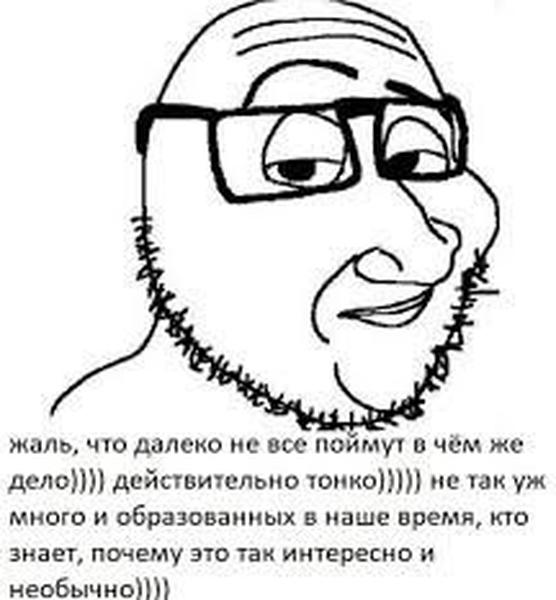 жаль, что далеко не все поймут в чём же
дело)))) действительно тонко))))) не так уж
много и образованных в наше время, кто
знает, почему это так интересно и
необычно))))